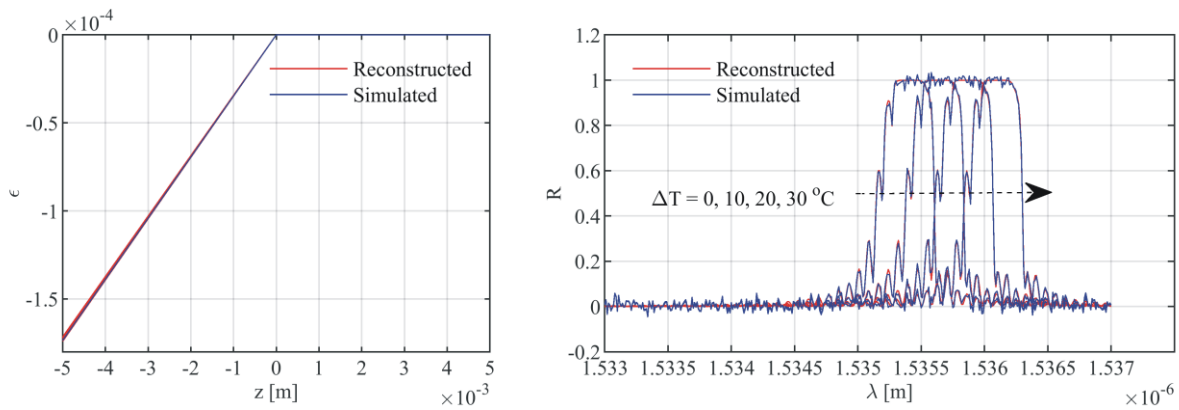 ×10⁻⁴
0
-0.5
-1
-1.5
ϵ
Reconstructed
Simulated
-5 -4 -3 -2 -1 0 1 2 3 4 5
z [m]
×10⁻³
1.2
1
0.8
0.6
0.4
0.2
0
-0.2
R
Reconstructed
Simulated
ΔT = 0, 10, 20, 30 °C
1.533 1.5335 1.534 1.5345 1.535 1.5355 1.536 1.5365 1.537
λ [m]
×10⁻⁶